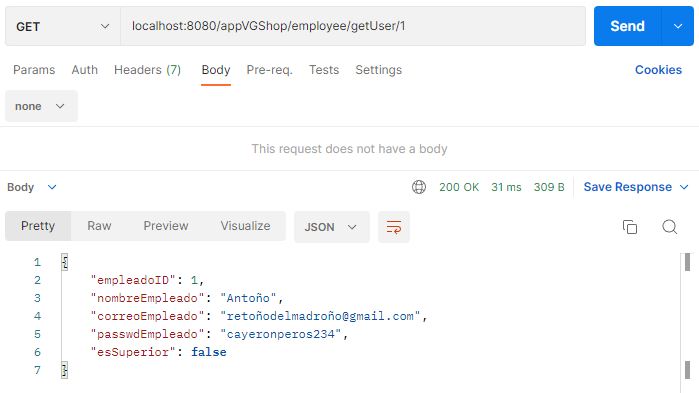 GET localhost:8080/appVGShop/employee/getUser/1 Send
Params Auth Headers (7) Body Pre-req. Tests Settings Cookies
none
This request does not have a body
Body 200 OK 31 ms 309 B Save Response
Pretty Raw Preview Visualize JSON
1 {
2 "empleadoID": 1,
3 "nombreEmpleado": "Antoño",
4 "correoEmpleado": "retoñodelmadroño@gmail.com",
5 "passwdEmpleado": "cayeronperos234",
6 "esSuperior": false
7 }